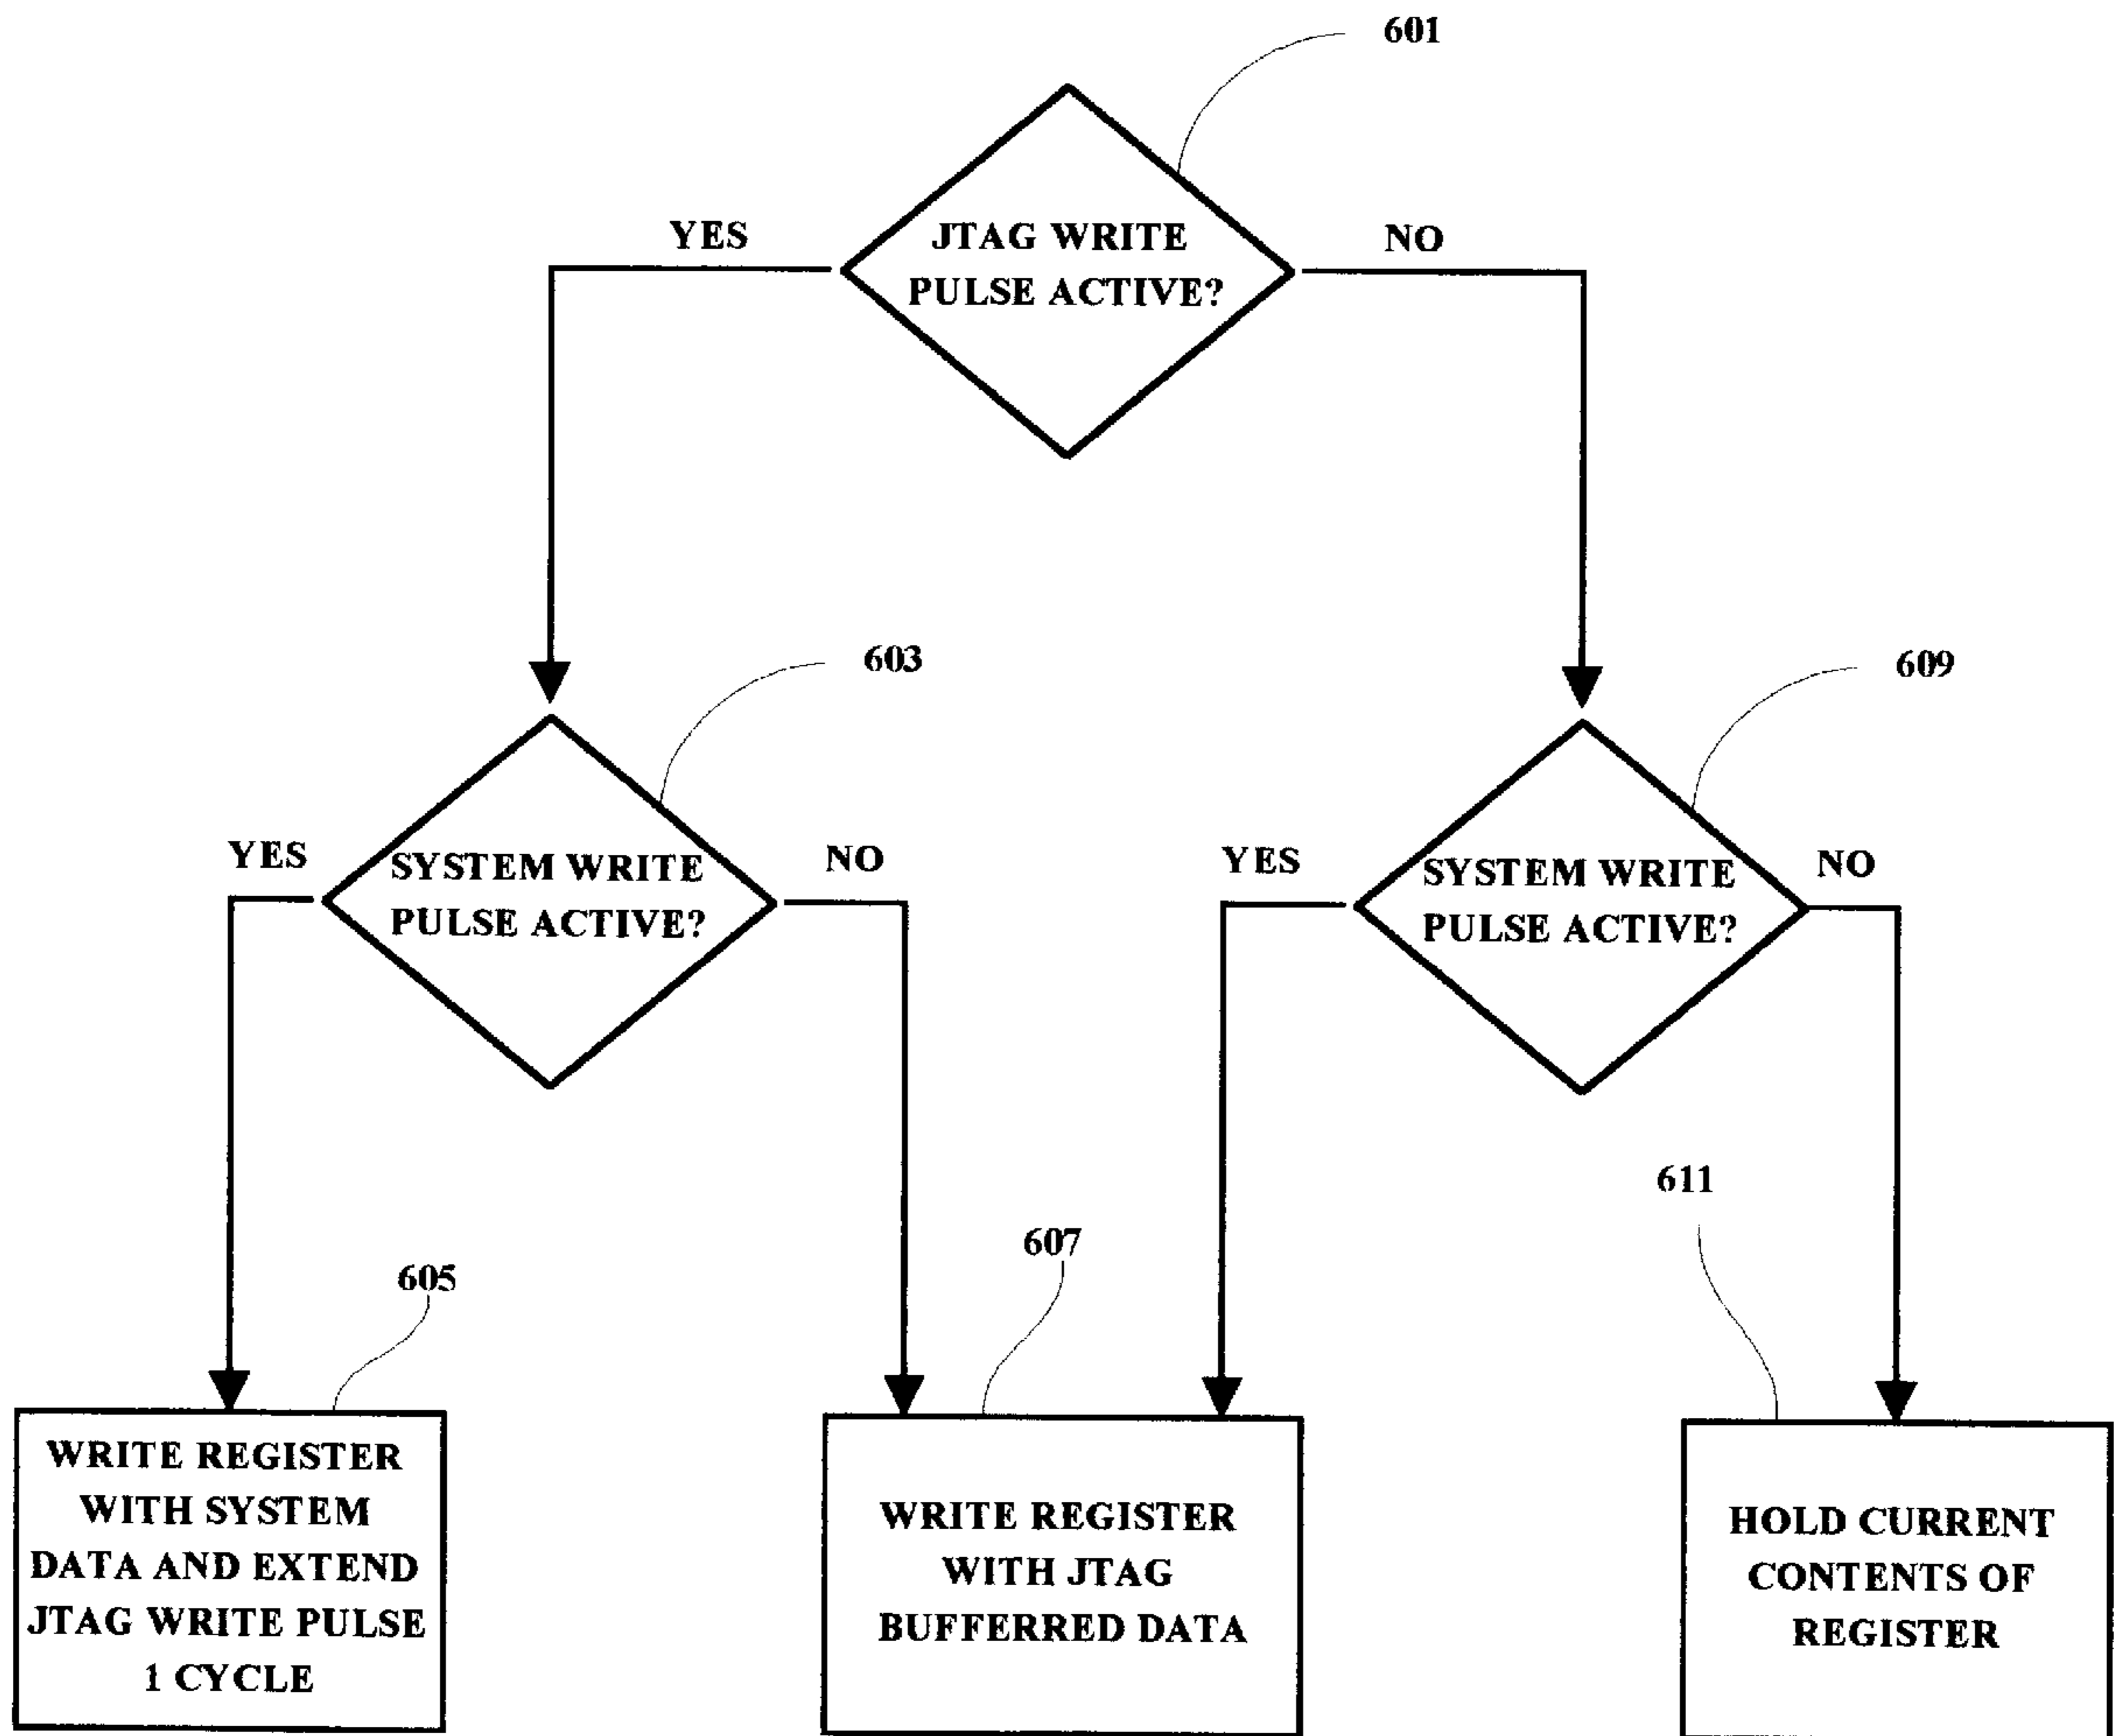 601
YES
JTAG WRITE
PULSE ACTIVE?
NO
603
609
YES
SYSTEM WRITE
PULSE ACTIVE?
NO
YES
SYSTEM WRITE
PULSE ACTIVE?
NO
611
607
605
WRITE REGISTER
WITH SYSTEM
DATA AND EXTEND
JTAG WRITE PULSE
1 CYCLE
WRITE REGISTER
WITH JTAG
BUFFERRED DATA
HOLD CURRENT
CONTENTS OF
REGISTER